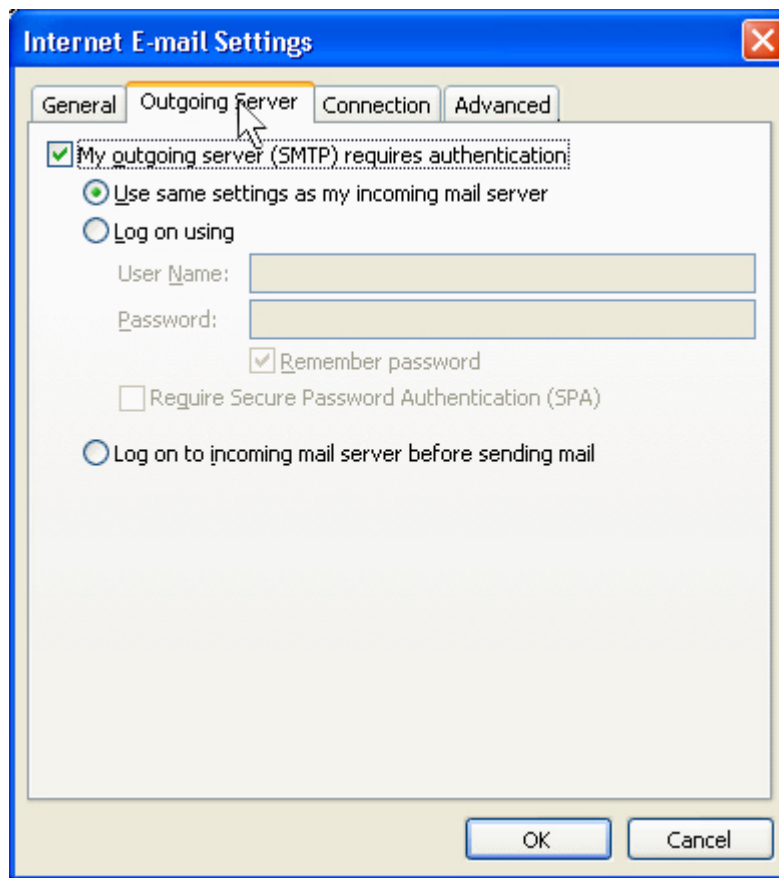 Internet E-mail Settings
General Outgoing Server Connection Advanced
My outgoing server (SMTP) requires authentication
Use same settings as my incoming mail server
Log on using
User Name:
Password:
Remember password
Require Secure Password Authentication (SPA)
Log on to incoming mail server before sending mail
OK Cancel